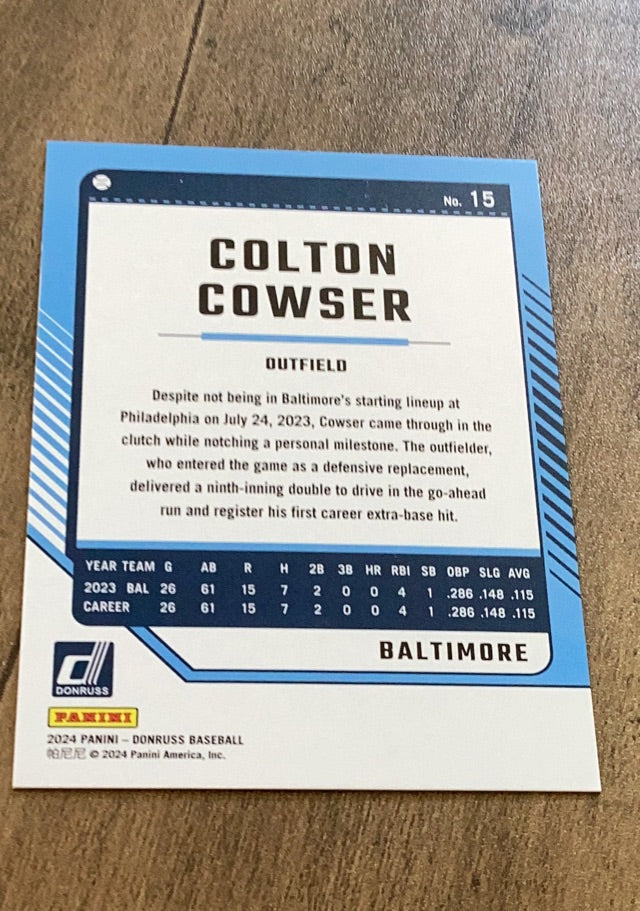 No. 15
COLTON
COWSER
OUTFIELD
Despite not being in Baltimore's starting lineup at
Philadelphia on July 24, 2023, Cowser came through in the
clutch while notching a personal milestone. The outfielder,
who entered the game as a defensive replacement,
delivered a ninth-inning double to drive in the go-ahead
run and register his first career extra-base hit.
YEAR TEAM G AB R H 2B 3B HR RBI SB OBP SLG AVG
2023 BAL 26 61 15 7 2 0 0 4 1 .286 .148 .115
CAREER 26 61 15 7 2 0 0 4 1 .286 .148 .115
BALTIMORE
d
DONRUSS
PANINI
2024 PANINI – DONRUSS BASEBALL
帕尼尼 © 2024 Panini America, Inc.